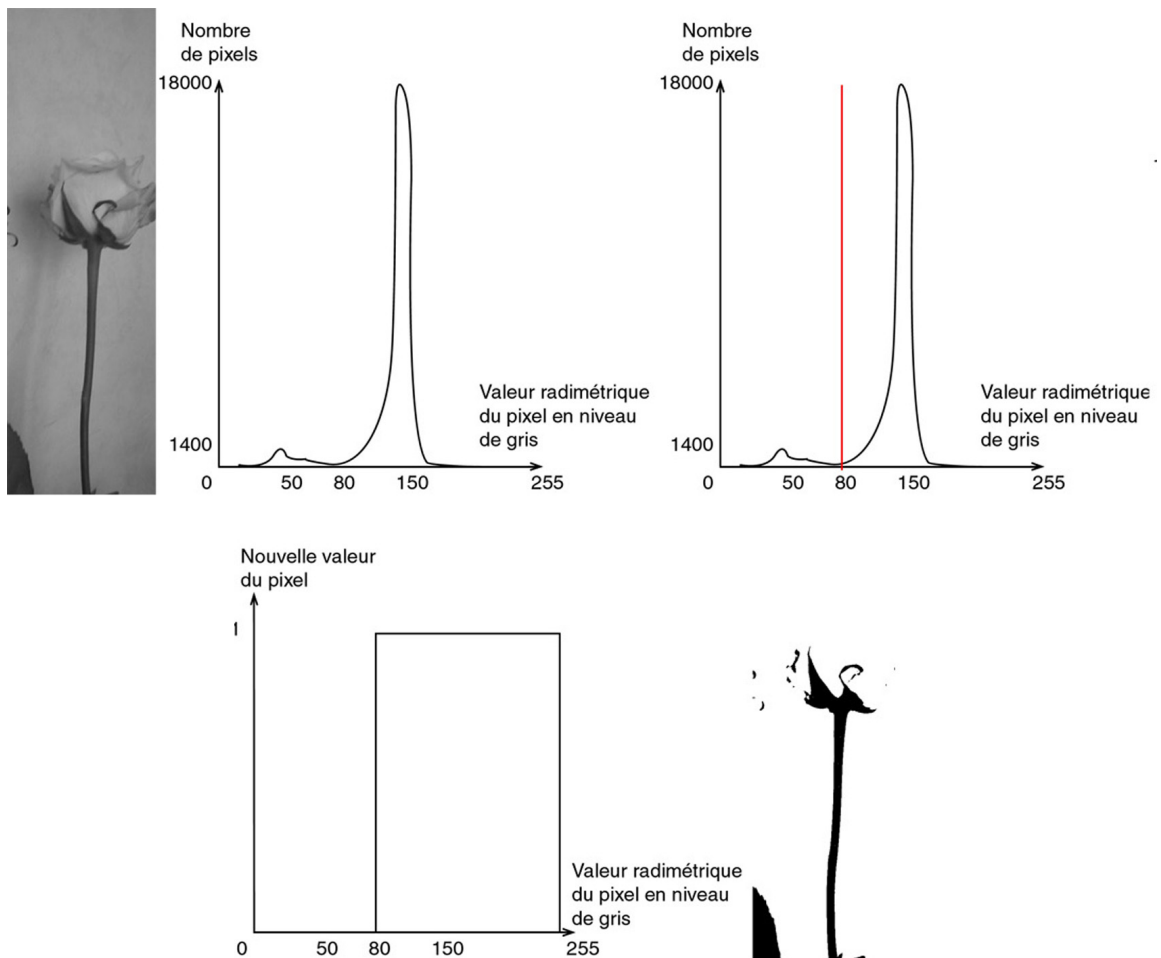 Nombre
de pixels
18000
1400
0 50 80 150 255
Valeur radimétrique
du pixel en niveau
de gris
Nombre
de pixels
18000
1400
0 50 80 150 255
Valeur radimétrique
du pixel en niveau
de gris
Nouvelle valeur
du pixel
1
0 50 80 150 255
Valeur radimétrique
du pixel en niveau
de gris